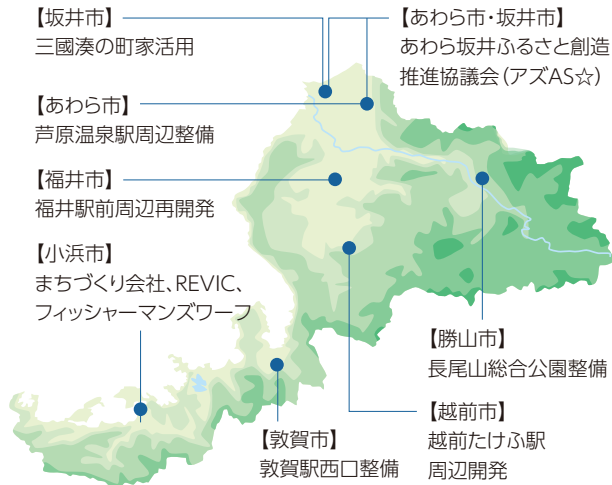 【坂井市】
三國湊の町家活用
【あわら市・坂井市】
あわら坂井ふるさと創造
推進協議会(アズAS☆)
【あわら市】
芦原温泉駅周辺整備
【福井市】
福井駅前周辺再開発
【小浜市】
まちづくり会社、REVIC、
フィッシャーマンズワーフ
【勝山市】
長尾山総合公園整備
【敦賀市】
敦賀駅西口整備
【越前市】
越前たけふ駅
周辺開発